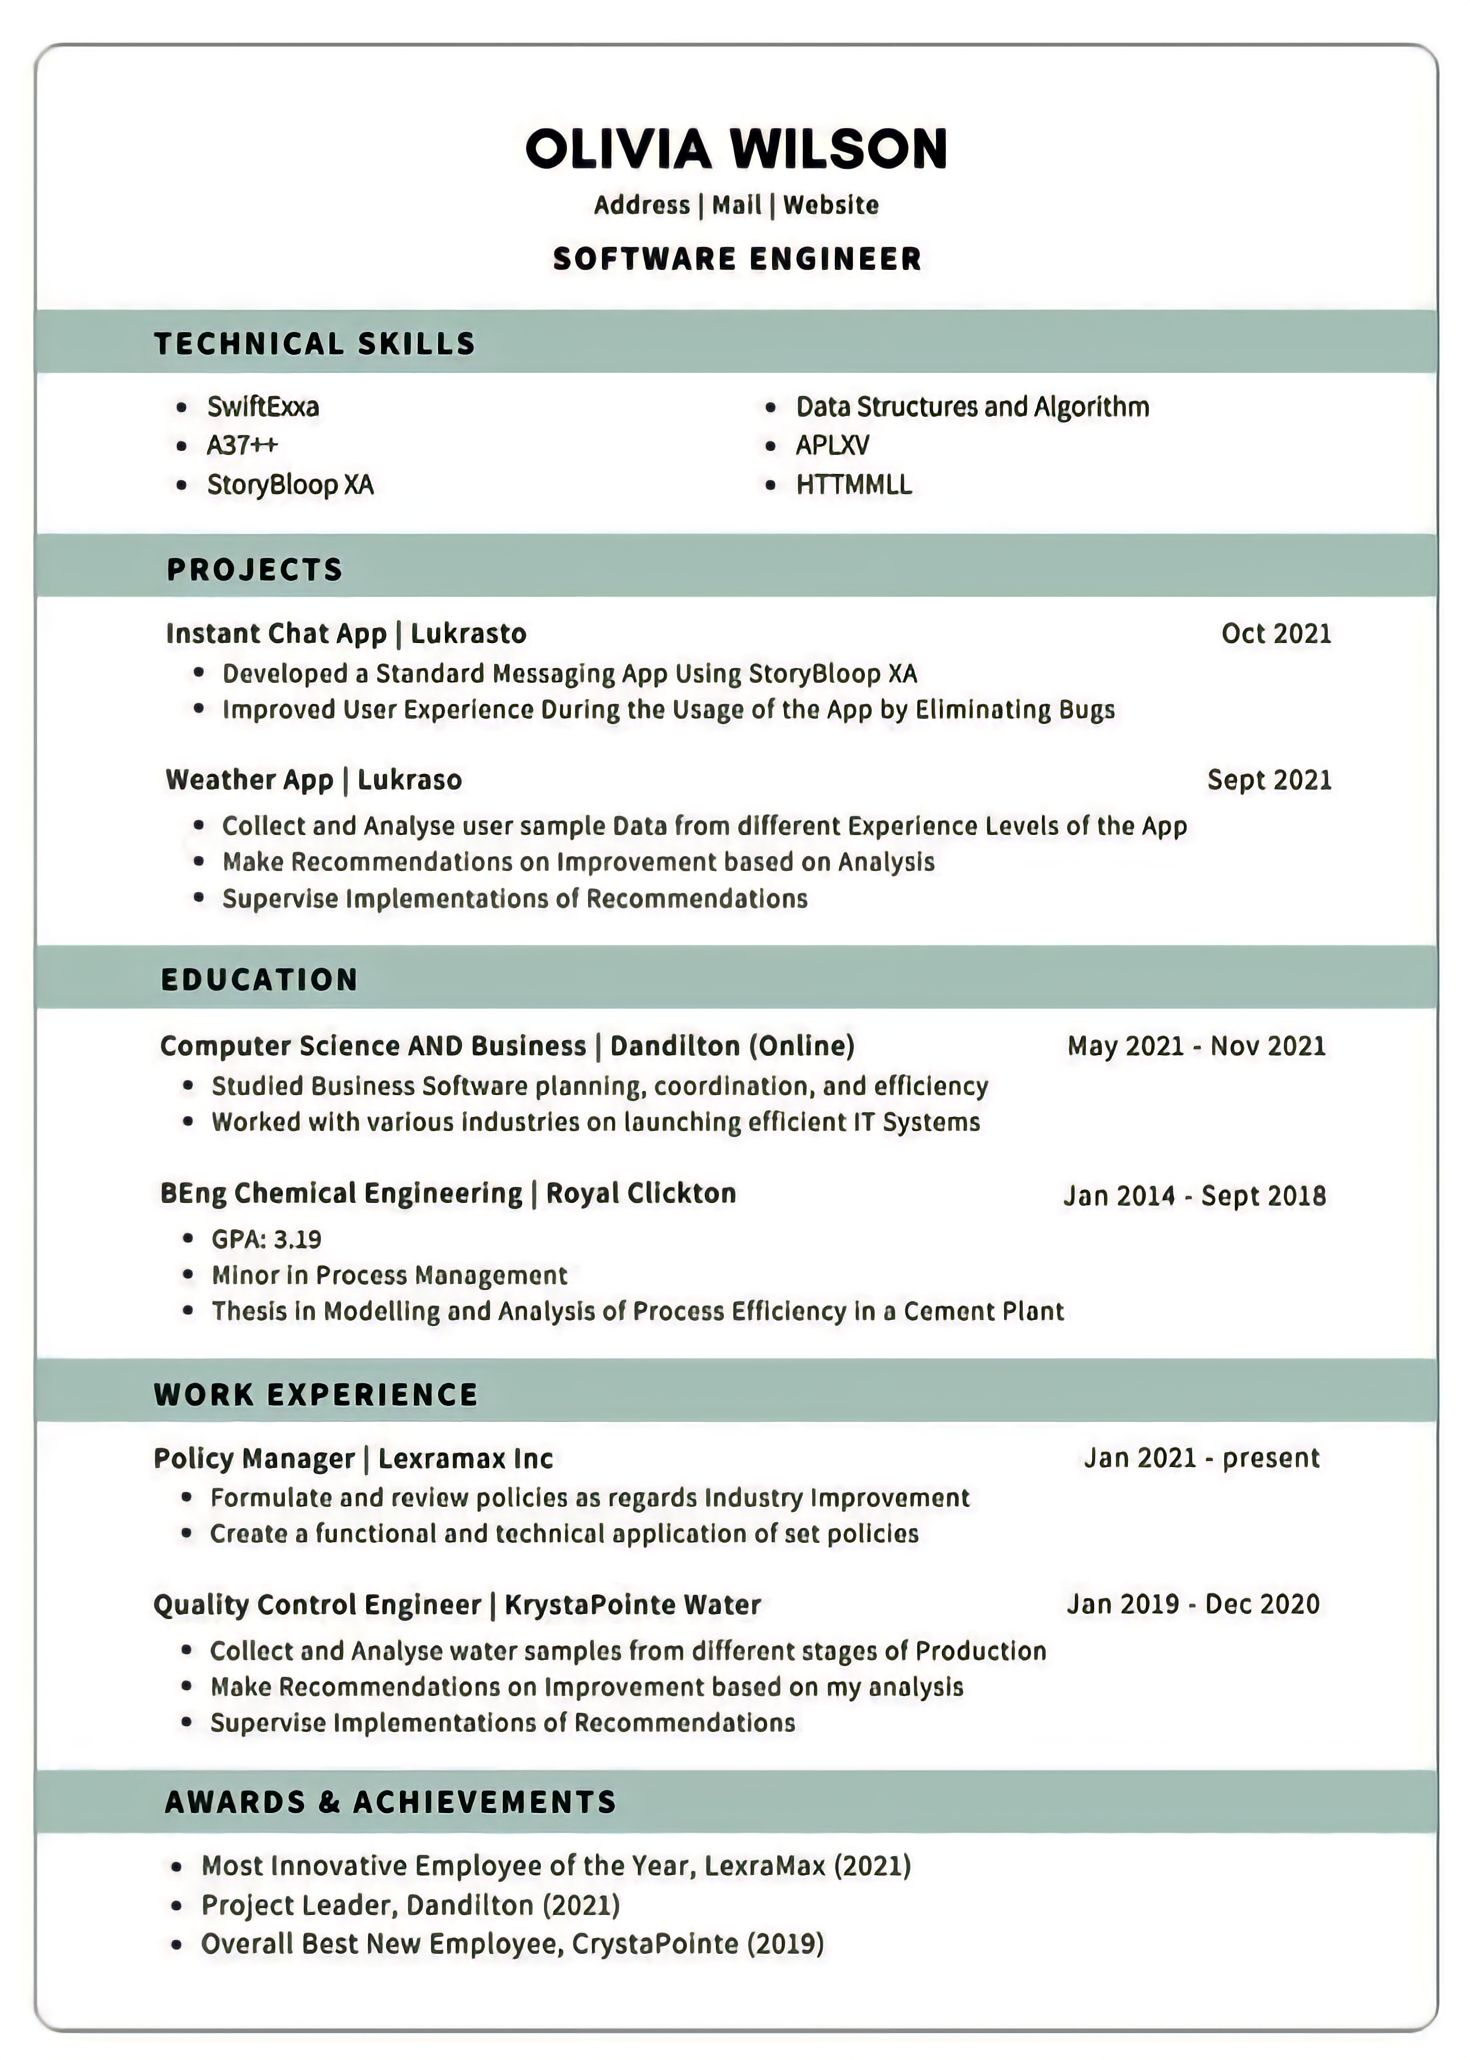 OLIVIA WILSON
Address | Mail | Website
SOFTWARE ENGINEER
TECHNICAL SKILLS
• SwiftExxa
• A37++
• StoryBloop XA
• Data Structures and Algorithm
• APLXV
• HTTMMLL
PROJECTS
Instant Chat App | Lukrasto Oct 2021
• Developed a Standard Messaging App Using StoryBloop XA
• Improved User Experience During the Usage of the App by Eliminating Bugs
Weather App | Lukraso Sept 2021
• Collect and Analyse user sample Data from different Experience Levels of the App
• Make Recommendations on Improvement based on Analysis
• Supervise Implementations of Recommendations
EDUCATION
Computer Science AND Business | Dandilton (Online) May 2021 - Nov 2021
• Studied Business Software planning, coordination, and efficiency
• Worked with various industries on launching efficient IT Systems
BEng Chemical Engineering | Royal Clickton Jan 2014 - Sept 2018
• GPA: 3.19
• Minor in Process Management
• Thesis in Modelling and Analysis of Process Efficiency in a Cement Plant
WORK EXPERIENCE
Policy Manager | Lexramax Inc Jan 2021 - present
• Formulate and review policies as regards Industry Improvement
• Create a functional and technical application of set policies
Quality Control Engineer | KrystaPointe Water Jan 2019 - Dec 2020
• Collect and Analyse water samples from different stages of Production
• Make Recommendations on Improvement based on my analysis
• Supervise Implementations of Recommendations
AWARDS & ACHIEVEMENTS
• Most Innovative Employee of the Year, LexraMax (2021)
• Project Leader, Dandilton (2021)
• Overall Best New Employee, CrystaPointe (2019)